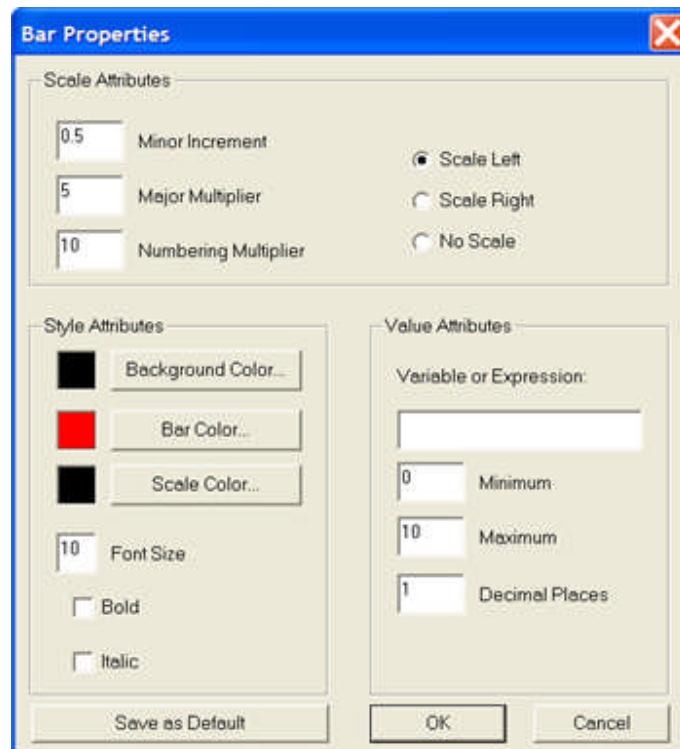 Bar Properties
Scale Attributes
0.5 Minor Increment
5 Major Multiplier
10 Numbering Multiplier
Scale Left
Scale Right
No Scale
Style Attributes
Background Color...
Bar Color...
Scale Color...
10 Font Size
Bold
Italic
Value Attributes
Variable or Expression:
0 Minimum
10 Maximum
1 Decimal Places
Save as Default
OK
Cancel